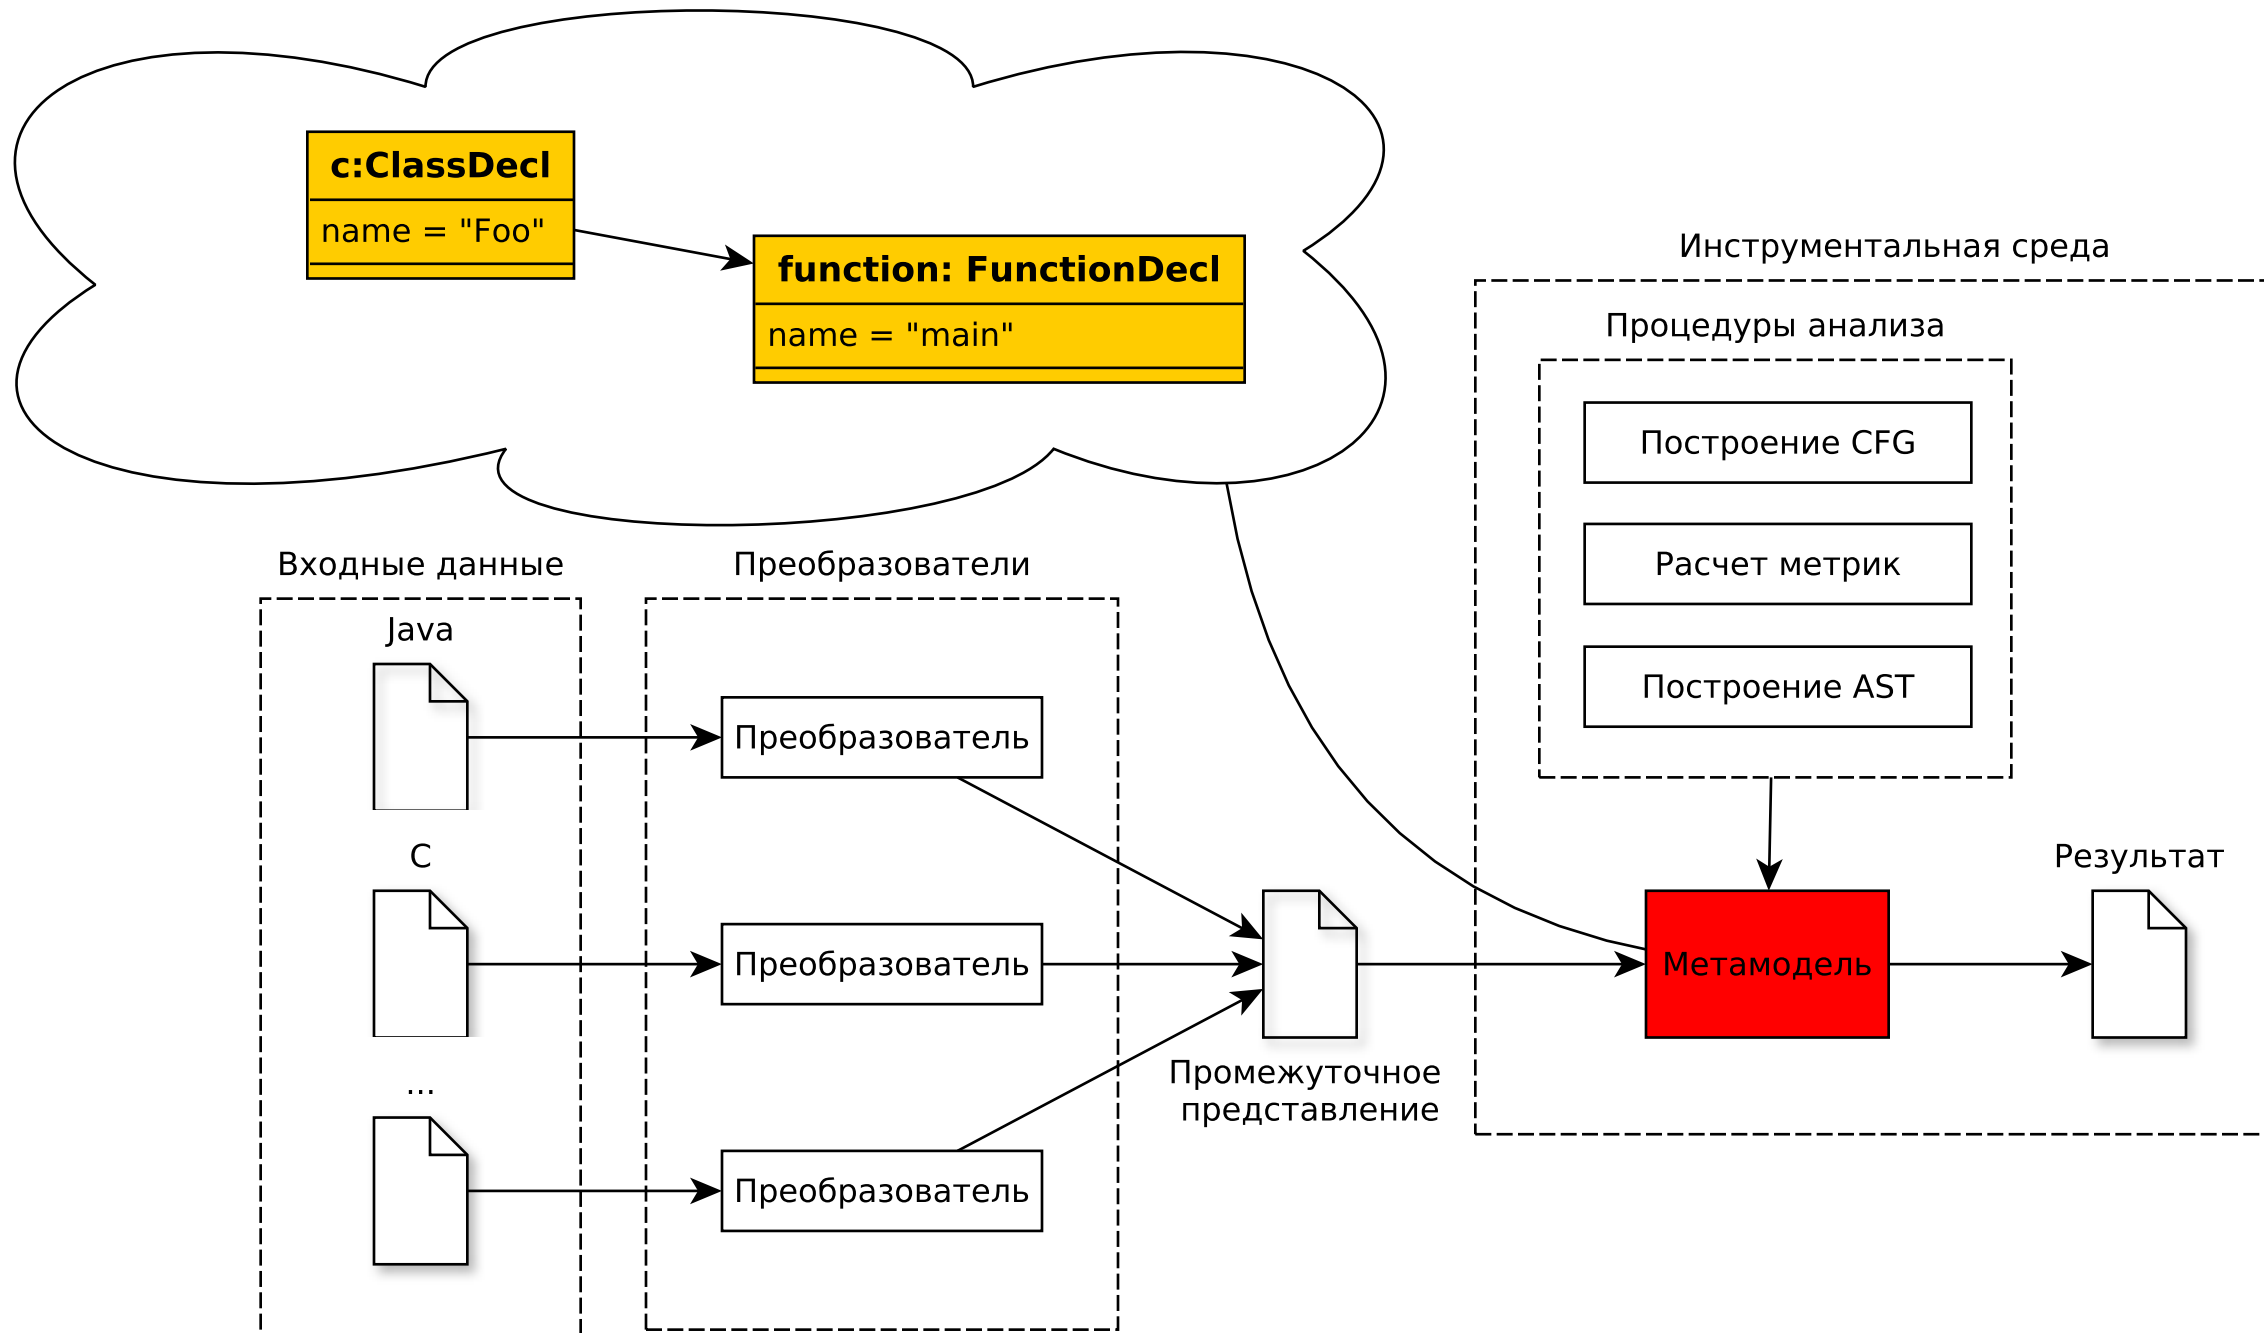 c:ClassDecl
name = "Foo"
function: FunctionDecl
name = "main"
Инструментальная среда
Процедуры анализа
Построение CFG
Расчет метрик
Построение AST
Входные данные
Преобразователи
Java
Преобразователь
C
Преобразователь
...
Преобразователь
Промежуточное
представление
Метамодель
Результат